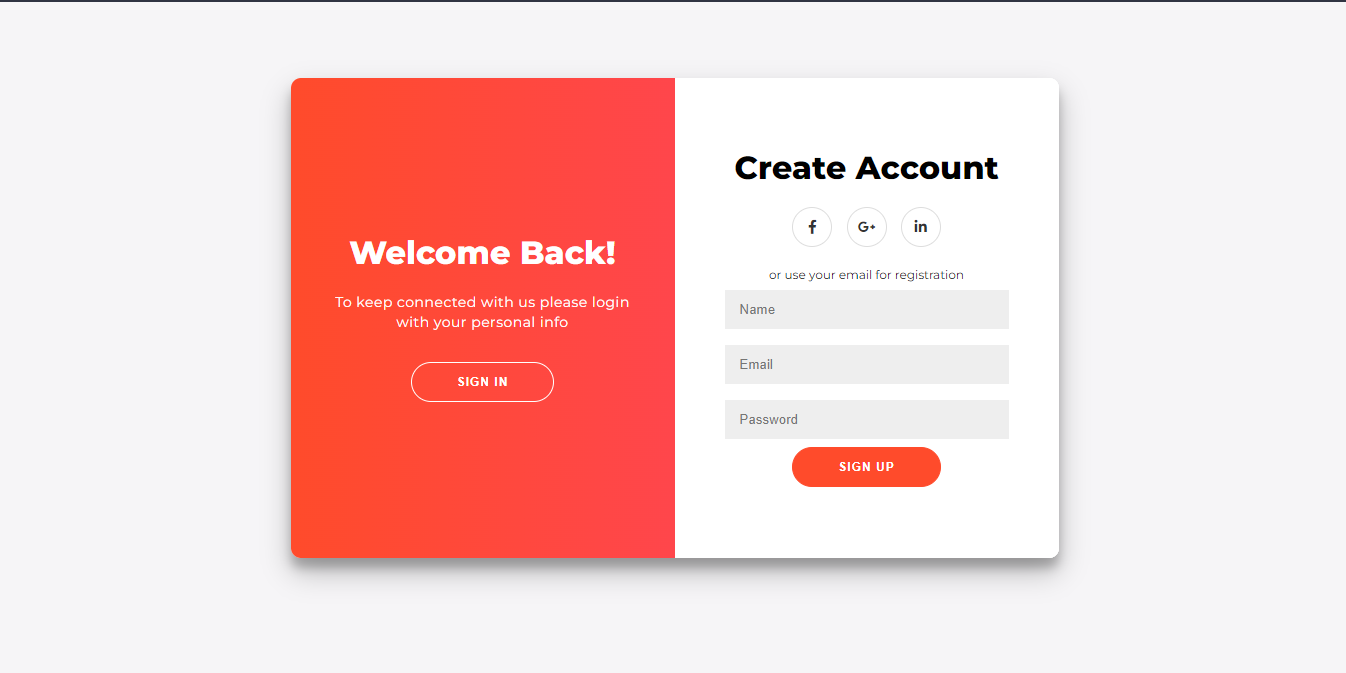 Welcome Back!
To keep connected with us please login
with your personal info
SIGN IN
Create Account
f
G+
in
or use your email for registration
Name
Email
Password
SIGN UP